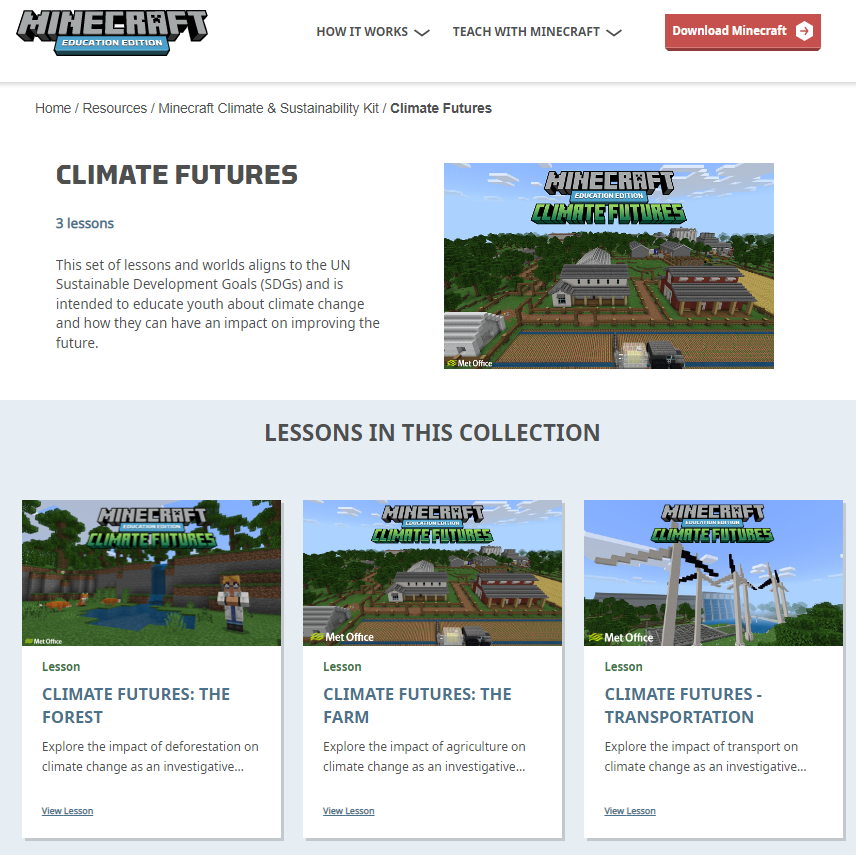 MINECRAFT
EDUCATION EDITION
HOW IT WORKS
TEACH WITH MINECRAFT
Download Minecraft
Home / Resources / Minecraft Climate & Sustainability Kit / Climate Futures
CLIMATE FUTURES
3 lessons
This set of lessons and worlds aligns to the UN
Sustainable Development Goals (SDGs) and is
intended to educate youth about climate change
and how they can have an impact on improving the
future.
MINECRAFT
EDUCATION EDITION
CLIMATE FUTURES
Met Office
LESSONS IN THIS COLLECTION
MINECRAFT
EDUCATION EDITION
CLIMATE FUTURES
Met Office
Lesson
CLIMATE FUTURES: THE
FOREST
Explore the impact of deforestation on
climate change as an investigative...
View Lesson
MINECRAFT
EDUCATION EDITION
CLIMATE FUTURES
Met Office
Lesson
CLIMATE FUTURES: THE
FARM
Explore the impact of agriculture on
climate change as an investigative...
View Lesson
MINECRAFT
EDUCATION EDITION
CLIMATE FUTURES
Met Office
Lesson
CLIMATE FUTURES -
TRANSPORTATION
Explore the impact of transport on
climate change as an investigative...
View Lesson